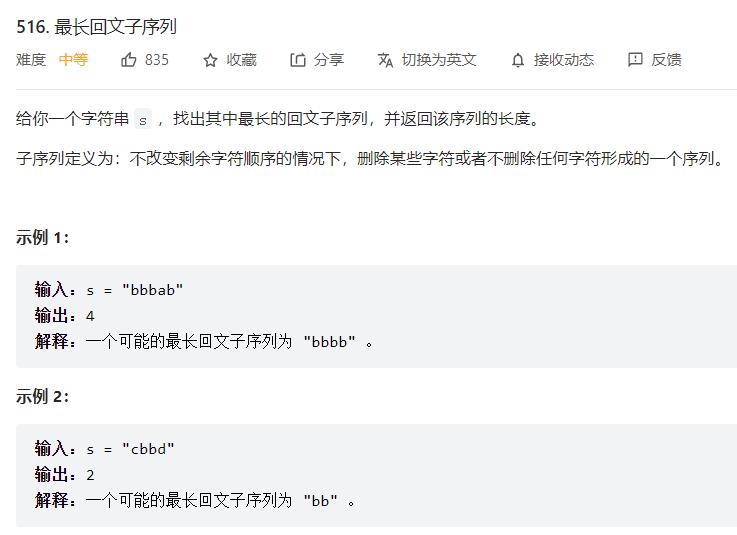 516. 最长回文子序列
难度 中等 835 收藏 分享 切换为英文 接收动态 反馈
给你一个字符串 s ，找出其中最长的回文子序列，并返回该序列的长度。
子序列定义为：不改变剩余字符顺序的情况下，删除某些字符或者不删除任何字符形成的一个序列。
示例 1：
输入：s = "bbbab"
输出：4
解释：一个可能的最长回文子序列为 "bbbb" 。
示例 2：
输入：s = "cbbd"
输出：2
解释：一个可能的最长回文子序列为 "bb" 。